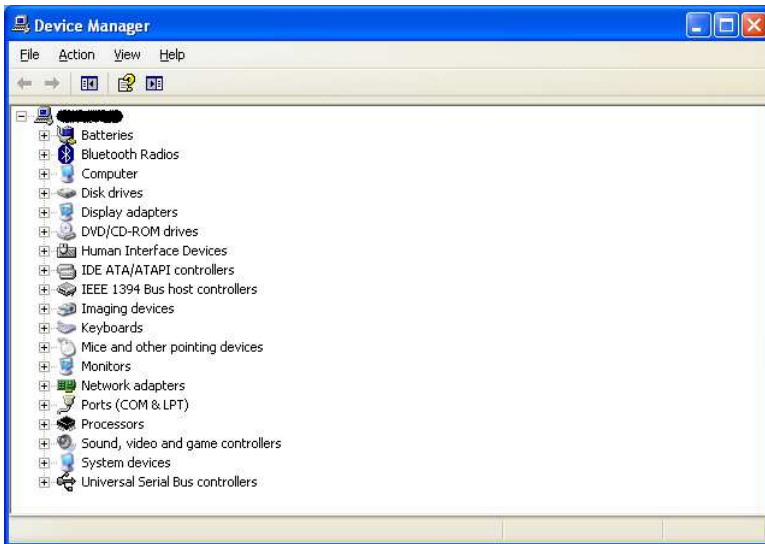 Device Manager
File Action View Help
Batteries
Bluetooth Radios
Computer
Disk drives
Display adapters
DVD/CD-ROM drives
Human Interface Devices
IDE ATA/ATAPI controllers
IEEE 1394 Bus host controllers
Imaging devices
Keyboards
Mice and other pointing devices
Monitors
Network adapters
Ports (COM & LPT)
Processors
Sound, video and game controllers
System devices
Universal Serial Bus controllers